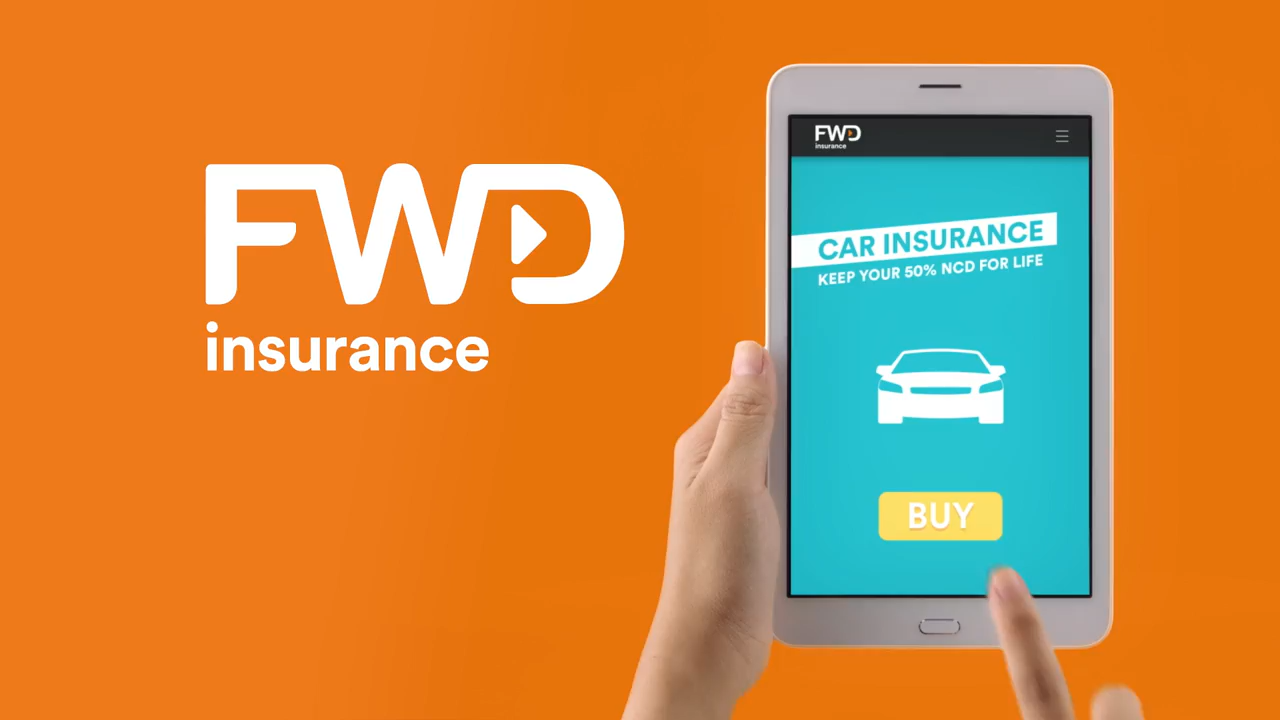 FWD
insurance
FWD
insurance
CAR INSURANCE
KEEP YOUR 50% NCD FOR LIFE
BUY